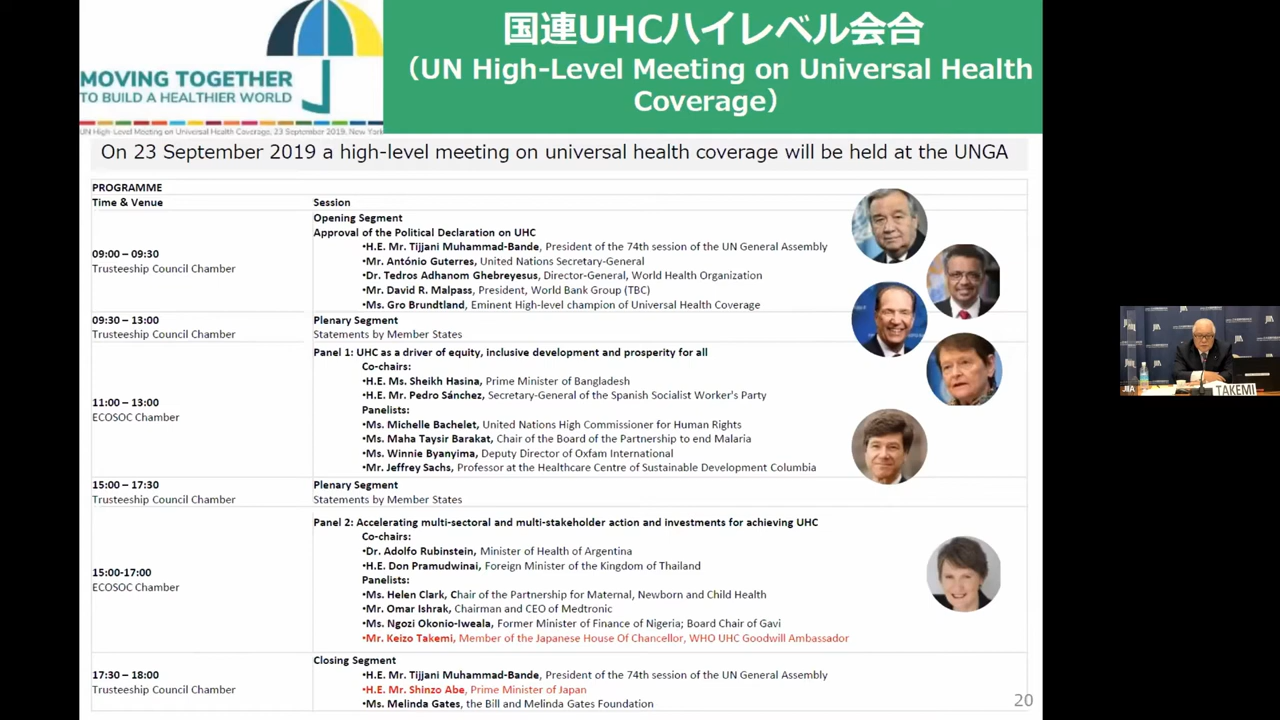 MOVING TOGETHER
TO BUILD A HEALTHIER WORLD
UN High-Level Meeting on Universal Health Coverage, 23 September 2019, New York
国連UHCハイレベル会合
（UN High-Level Meeting on Universal Health
Coverage）
On 23 September 2019 a high-level meeting on universal health coverage will be held at the UNGA
PROGRAMME
Time & Venue
Session
09:00 – 09:30
Trusteeship Council Chamber
Opening Segment
Approval of the Political Declaration on UHC
•H.E. Mr. Tijjani Muhammad-Bande, President of the 74th session of the UN General Assembly
•Mr. António Guterres, United Nations Secretary-General
•Dr. Tedros Adhanom Ghebreyesus, Director-General, World Health Organization
•Mr. David R. Malpass, President, World Bank Group (TBC)
•Ms. Gro Brundtland, Eminent High-level champion of Universal Health Coverage
09:30 – 13:00
Trusteeship Council Chamber
Plenary Segment
Statements by Member States
11:00 – 13:00
ECOSOC Chamber
Panel 1: UHC as a driver of equity, inclusive development and prosperity for all
Co-chairs:
•H.E. Ms. Sheikh Hasina, Prime Minister of Bangladesh
•H.E. Mr. Pedro Sánchez, Secretary-General of the Spanish Socialist Worker's Party
Panelists:
•Ms. Michelle Bachelet, United Nations High Commissioner for Human Rights
•Ms. Maha Taysir Barakat, Chair of the Board of the Partnership to end Malaria
•Ms. Winnie Byanyima, Deputy Director of Oxfam International
•Mr. Jeffrey Sachs, Professor at the Healthcare Centre of Sustainable Development Columbia
15:00 – 17:30
Trusteeship Council Chamber
Plenary Segment
Statements by Member States
15:00-17:00
ECOSOC Chamber
Panel 2: Accelerating multi-sectoral and multi-stakeholder action and investments for achieving UHC
Co-chairs:
•Dr. Adolfo Rubinstein, Minister of Health of Argentina
•H.E. Don Pramudwinai, Foreign Minister of the Kingdom of Thailand
Panelists:
•Ms. Helen Clark, Chair of the Partnership for Maternal, Newborn and Child Health
•Mr. Omar Ishrak, Chairman and CEO of Medtronic
•Ms. Ngozi Okonio-Iweala, Former Minister of Finance of Nigeria; Board Chair of Gavi
•Mr. Keizo Takemi, Member of the Japanese House Of Chancellor, WHO UHC Goodwill Ambassador
17:30 – 18:00
Trusteeship Council Chamber
Closing Segment
•H.E. Mr. Tijjani Muhammad-Bande, President of the 74th session of the UN General Assembly
•H.E. Mr. Shinzo Abe, Prime Minister of Japan
•Ms. Melinda Gates, the Bill and Melinda Gates Foundation
20
JIIA
TAKEMI